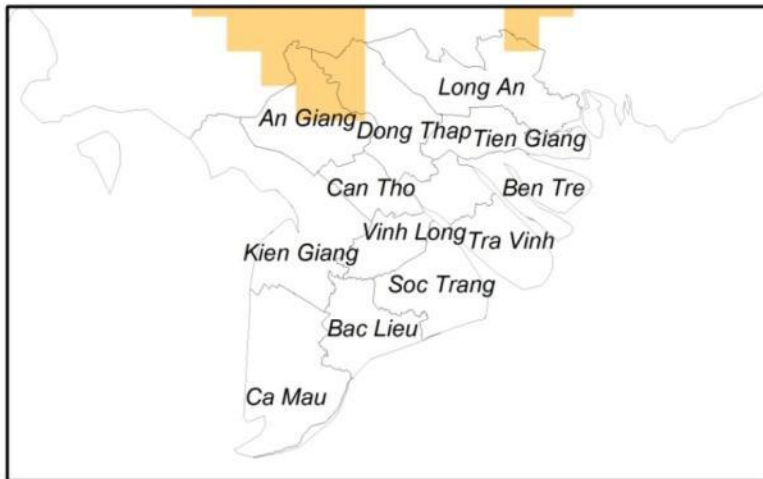 Long An
An Giang
Dong Thap
Tien Giang
Can Tho
Ben Tre
Vinh Long
Tra Vinh
Kien Giang
Soc Trang
Bac Lieu
Ca Mau